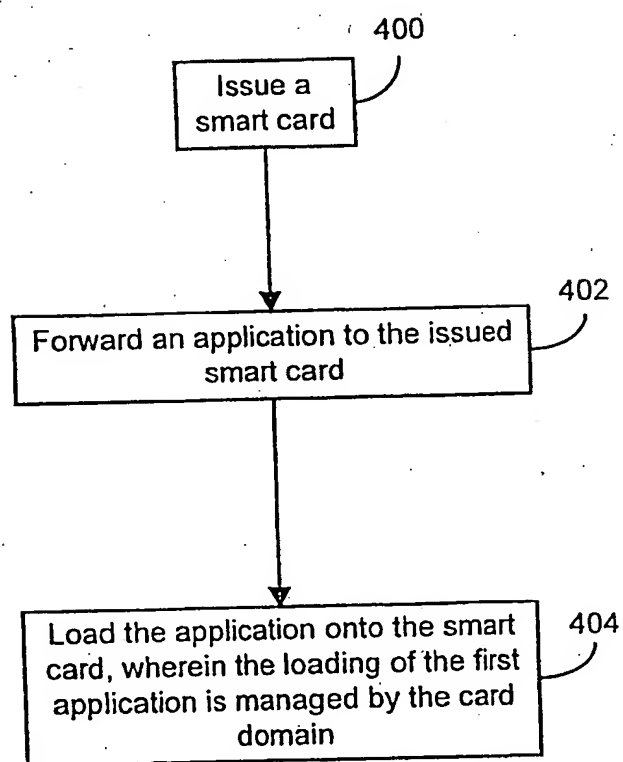 400
Issue a
smart card
402
Forward an application to the issued
smart card
404
Load the application onto the smart
card, wherein the loading of the first
application is managed by the card
domain